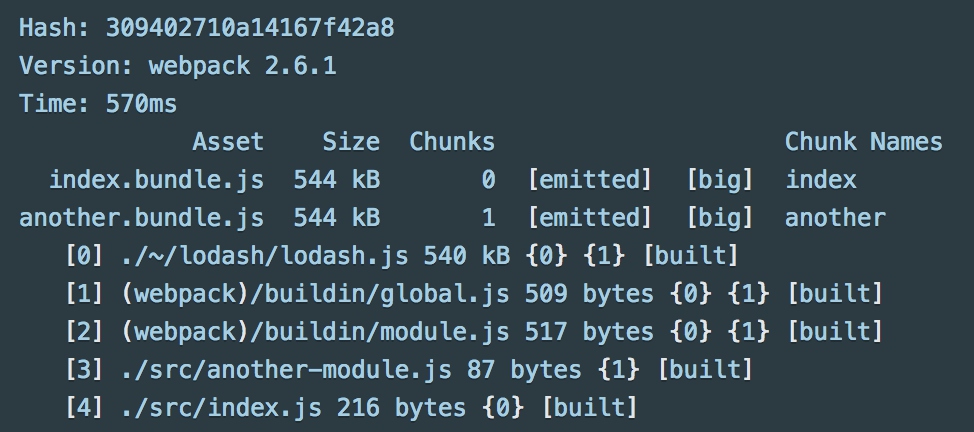 Hash: 309402710a14167f42a8
Version: webpack 2.6.1
Time: 570ms
Asset Size Chunks Chunk Names
index.bundle.js 544 kB 0 [emitted] [big] index
another.bundle.js 544 kB 1 [emitted] [big] another
[0] ./~/lodash/lodash.js 540 kB {0} {1} [built]
[1] (webpack)/buildin/global.js 509 bytes {0} {1} [built]
[2] (webpack)/buildin/module.js 517 bytes {0} {1} [built]
[3] ./src/another-module.js 87 bytes {1} [built]
[4] ./src/index.js 216 bytes {0} [built]